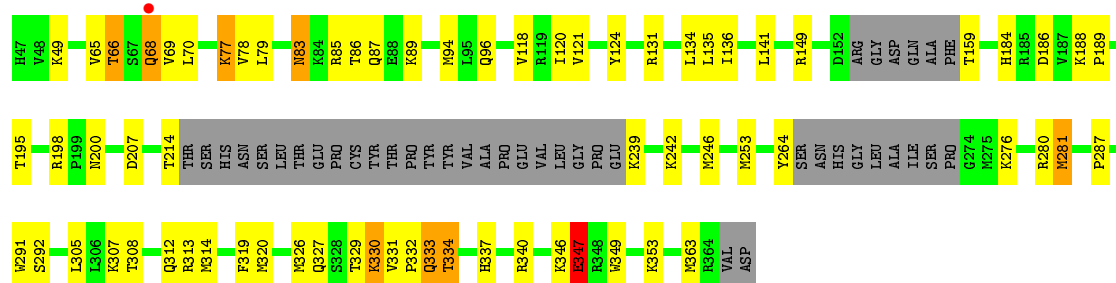 H47 V48 K49 V65 T66 S67 Q68 V69 L70 K77 V78 L79 N83 K84 R85 T86 Q87 E88 K89 M94 L95 Q96 V118 R119 I120 V121 Y124 R131 L134 L135 I136 L141 R149 D152 ARG GLY ASP GLN ALA PHE T159 H184 R185 D186 V187 K188 P189
T195 R198 P199 N200 D207 T214 THR SER HIS ASN SER LEU THR GLU PRO CYS TYR THR PRO TYR TYR VAL ALA PRO GLU VAL LEU GLY PRO GLU K239 K242 M246 M253 Y264 SER ASN HIS GLY LEU ALA ILE SER PRO G274 M275 K276 R280 M281 P287
W291 S292 L305 L306 K307 T308 Q312 R313 M314 F319 M320 M326 Q327 S328 T329 K330 V331 P332 Q333 T334 H337 R340 K346 E347 R348 W349 K353 M363 R364 VAL ASP